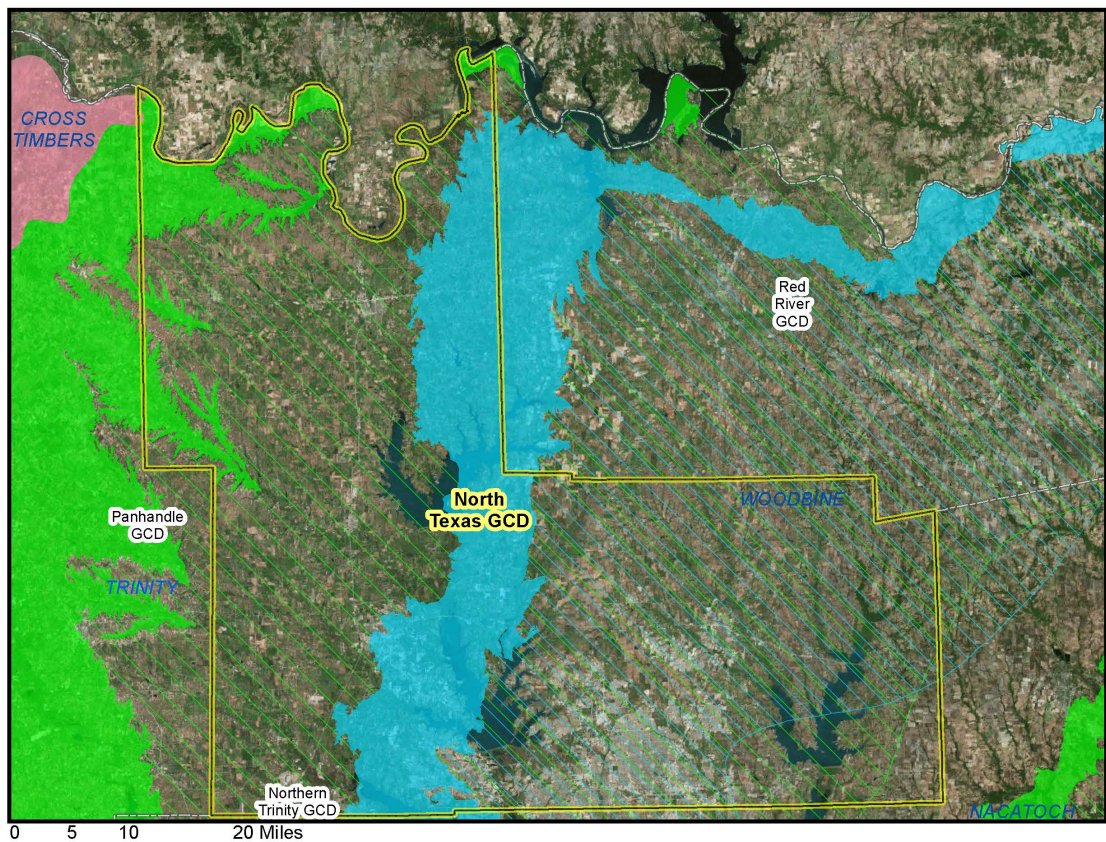 CROSS
TIMBERS
Red
River
GCD
North
Texas GCD
WOODBINE
Panhandle
GCD
TRINITY
Northern
Trinity GCD
NACATOCH
0 5 10 20 Miles